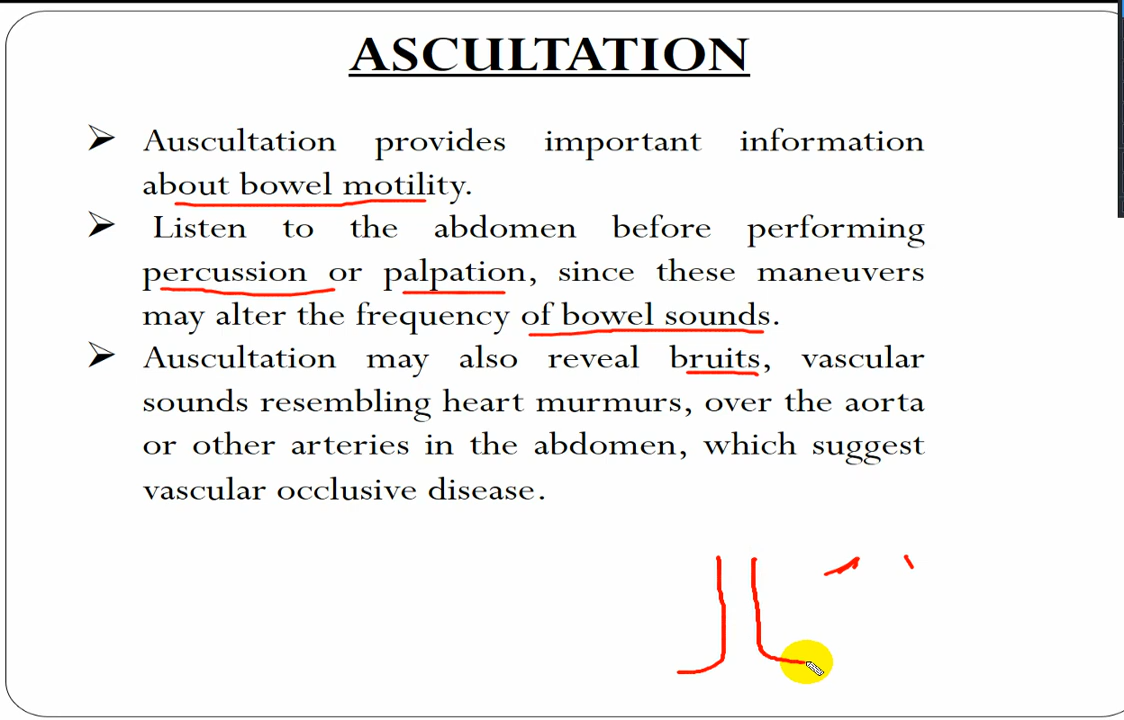 ASCULTATION
➢ Auscultation provides important information
about bowel motility.
➢ Listen to the abdomen before performing
percussion or palpation, since these maneuvers
may alter the frequency of bowel sounds.
➢ Auscultation may also reveal bruits, vascular
sounds resembling heart murmurs, over the aorta
or other arteries in the abdomen, which suggest
vascular occlusive disease.